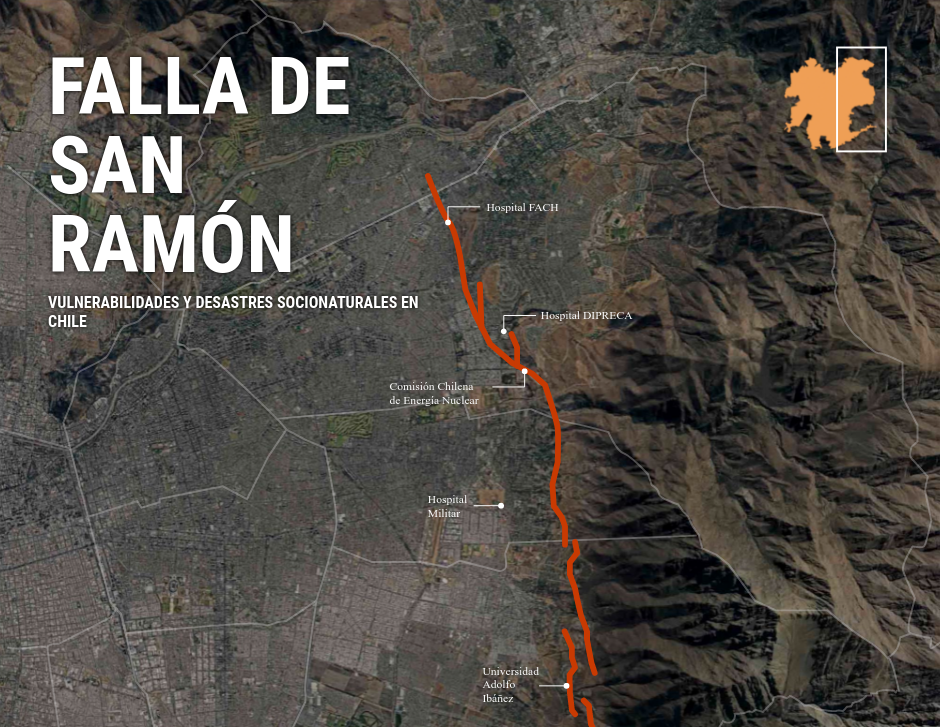 FALLA DE
SAN
RAMÓN
VULNERABILIDADES Y DESASTRES SOCIONATURALES EN
CHILE
Hospital FACH
Hospital DIPRECA
Comisión Chilena
de Energía Nuclear
Hospital
Militar
Universidad
Adolfo
Ibáñez